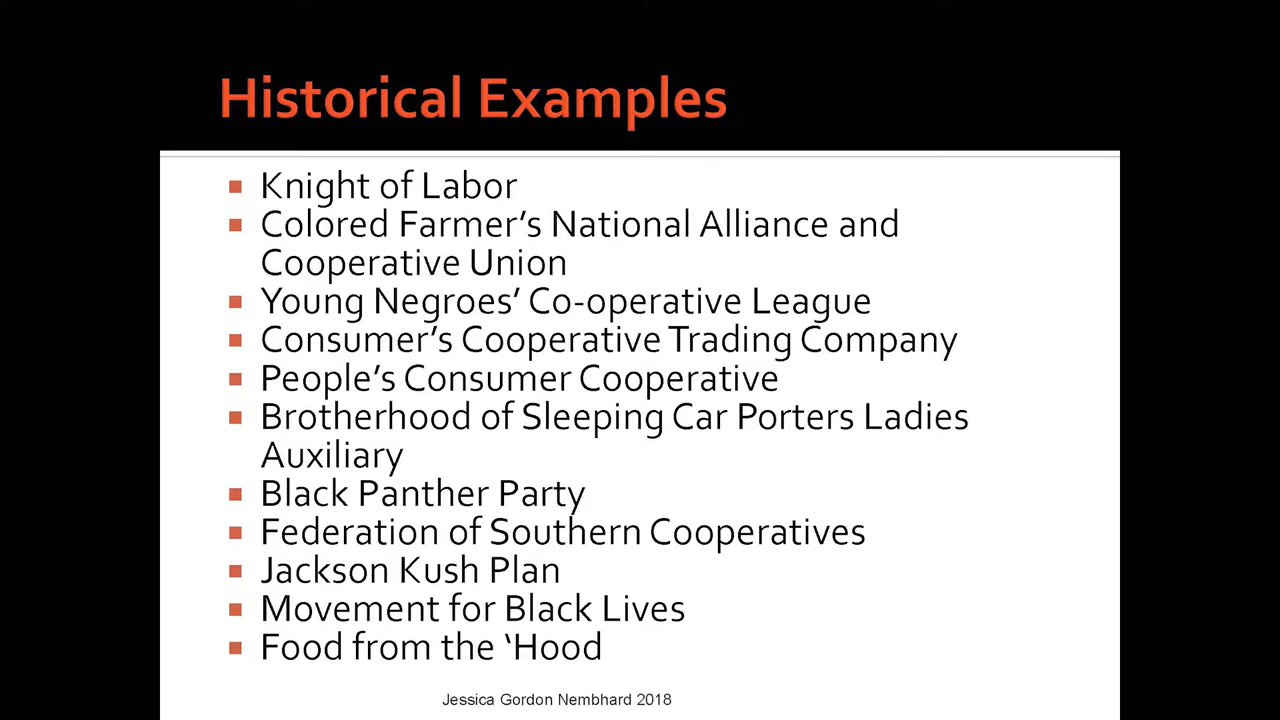 Historical Examples
Knight of Labor
Colored Farmer’s National Alliance and
Cooperative Union
Young Negroes’ Co-operative League
Consumer’s Cooperative Trading Company
People’s Consumer Cooperative
Brotherhood of Sleeping Car Porters Ladies
Auxiliary
Black Panther Party
Federation of Southern Cooperatives
Jackson Kush Plan
Movement for Black Lives
Food from the ‘Hood
Jessica Gordon Nembhard 2018